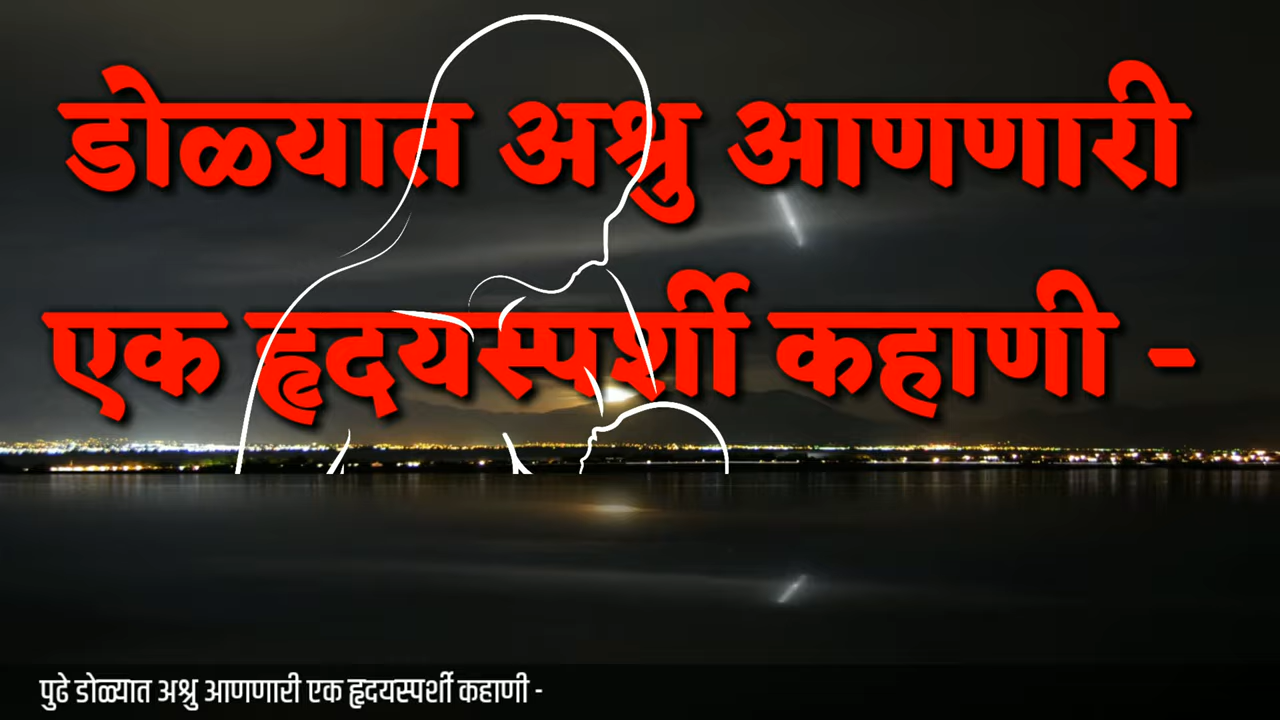 डोळ्यात अश्रु आणणारी
एक हृदयस्पर्शी कहाणी -
पुढे डोळ्यात अश्रु आणणारी एक हृदयस्पर्शी कहाणी -